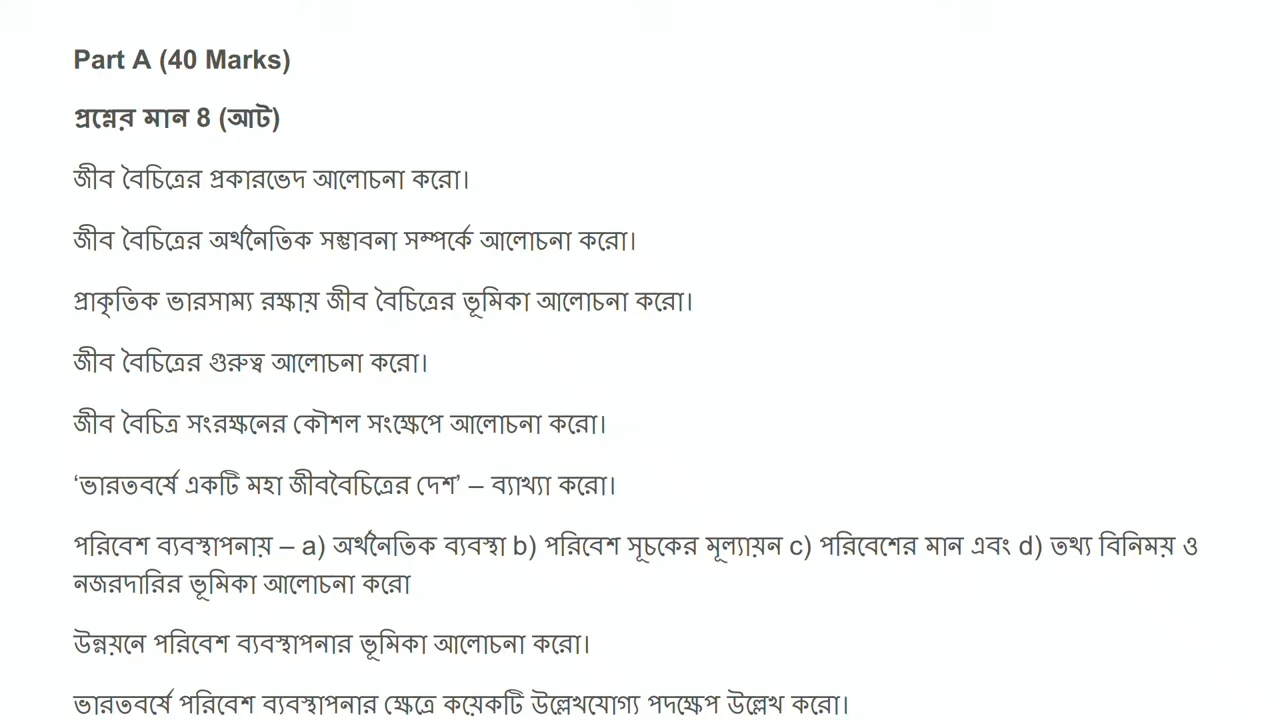 Part A (40 Marks)
প্রশ্নের মান 8 (আট)
জীব বৈচিত্রের প্রকারভেদ আলোচনা করো।
জীব বৈচিত্রের অর্থনৈতিক সম্ভাবনা সম্পর্কে আলোচনা করো।
প্রাকৃতিক ভারসাম্য রক্ষায় জীব বৈচিত্রের ভূমিকা আলোচনা করো।
জীব বৈচিত্রের গুরুত্ব আলোচনা করো।
জীব বৈচিত্র সংরক্ষনের কৌশল সংক্ষেপে আলোচনা করো।
‘ভারতবর্ষে একটি মহা জীববৈচিত্রের দেশ’ – ব্যাখ্যা করো।
পরিবেশ ব্যবস্থাপনায় – a) অর্থনৈতিক ব্যবস্থা b) পরিবেশ সূচকের মূল্যায়ন c) পরিবেশের মান এবং d) তথ্য বিনিময় ও
নজরদারির ভূমিকা আলোচনা করো
উন্নয়নে পরিবেশ ব্যবস্থাপনার ভূমিকা আলোচনা করো।
ভারতবর্ষে পরিবেশ ব্যবস্থাপনার ক্ষেত্রে কয়েকটি উল্লেখযোগ্য পদক্ষেপ উল্লেখ করো।